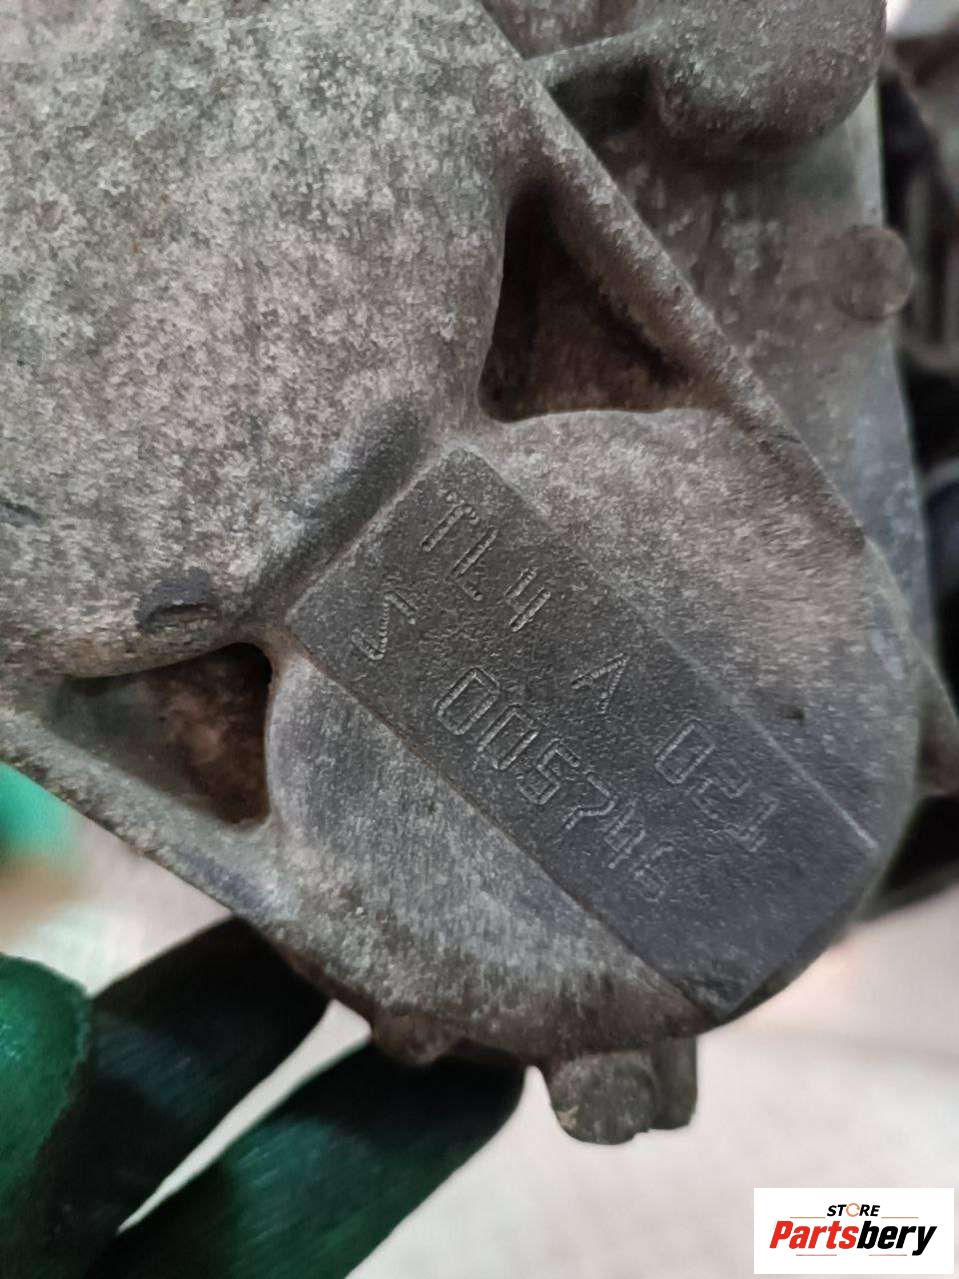 TL4 A 021
S 005746
STORE
Partsbery